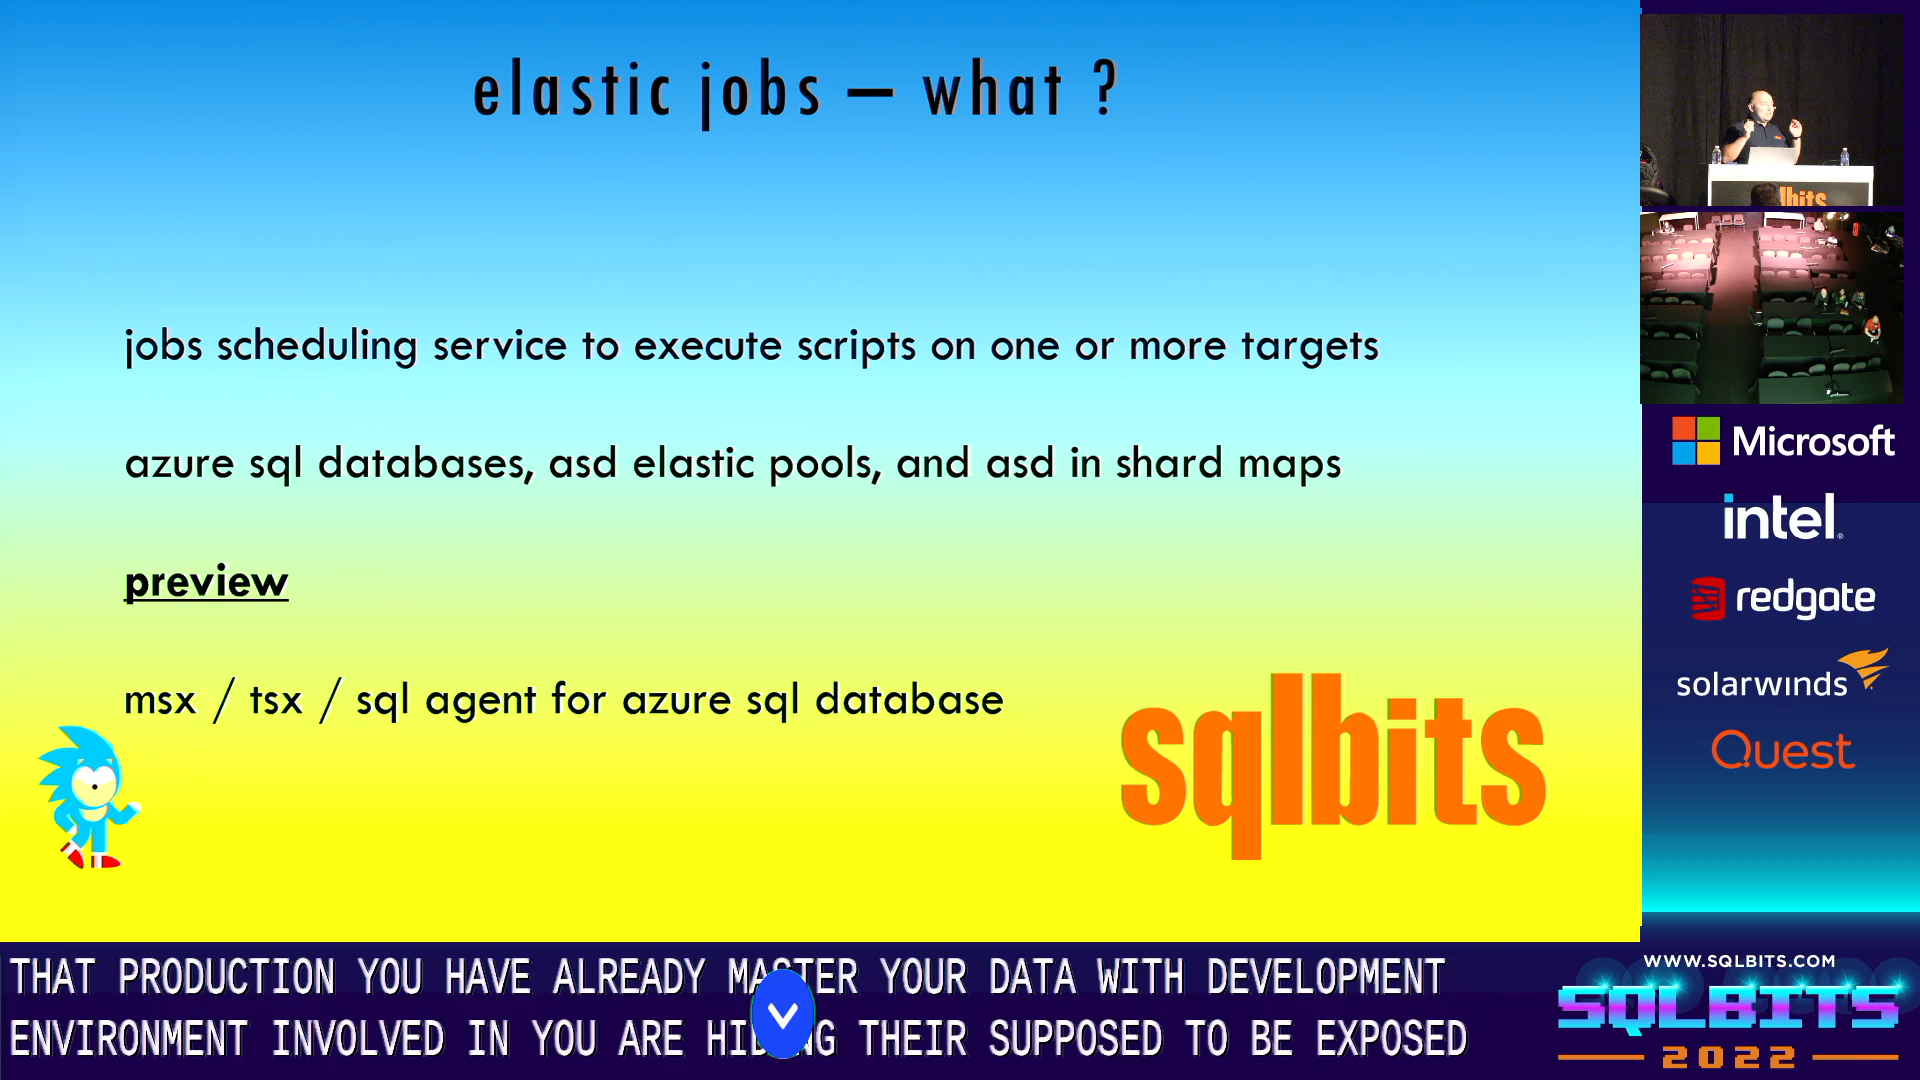 elastic jobs – what ?
jobs scheduling service to execute scripts on one or more targets
azure sql databases, asd elastic pools, and asd in shard maps
preview
msx / tsx / sql agent for azure sql database
sqlbits
Microsoft
intel
redgate
solarwinds
Quest
WWW.SQLBITS.COM
SQLBITS
2022
THAT PRODUCTION YOU HAVE ALREADY MASTER YOUR DATA WITH DEVELOPMENT
ENVIRONMENT INVOLVED IN YOU ARE HIDING THEIR SUPPOSED TO BE EXPOSED